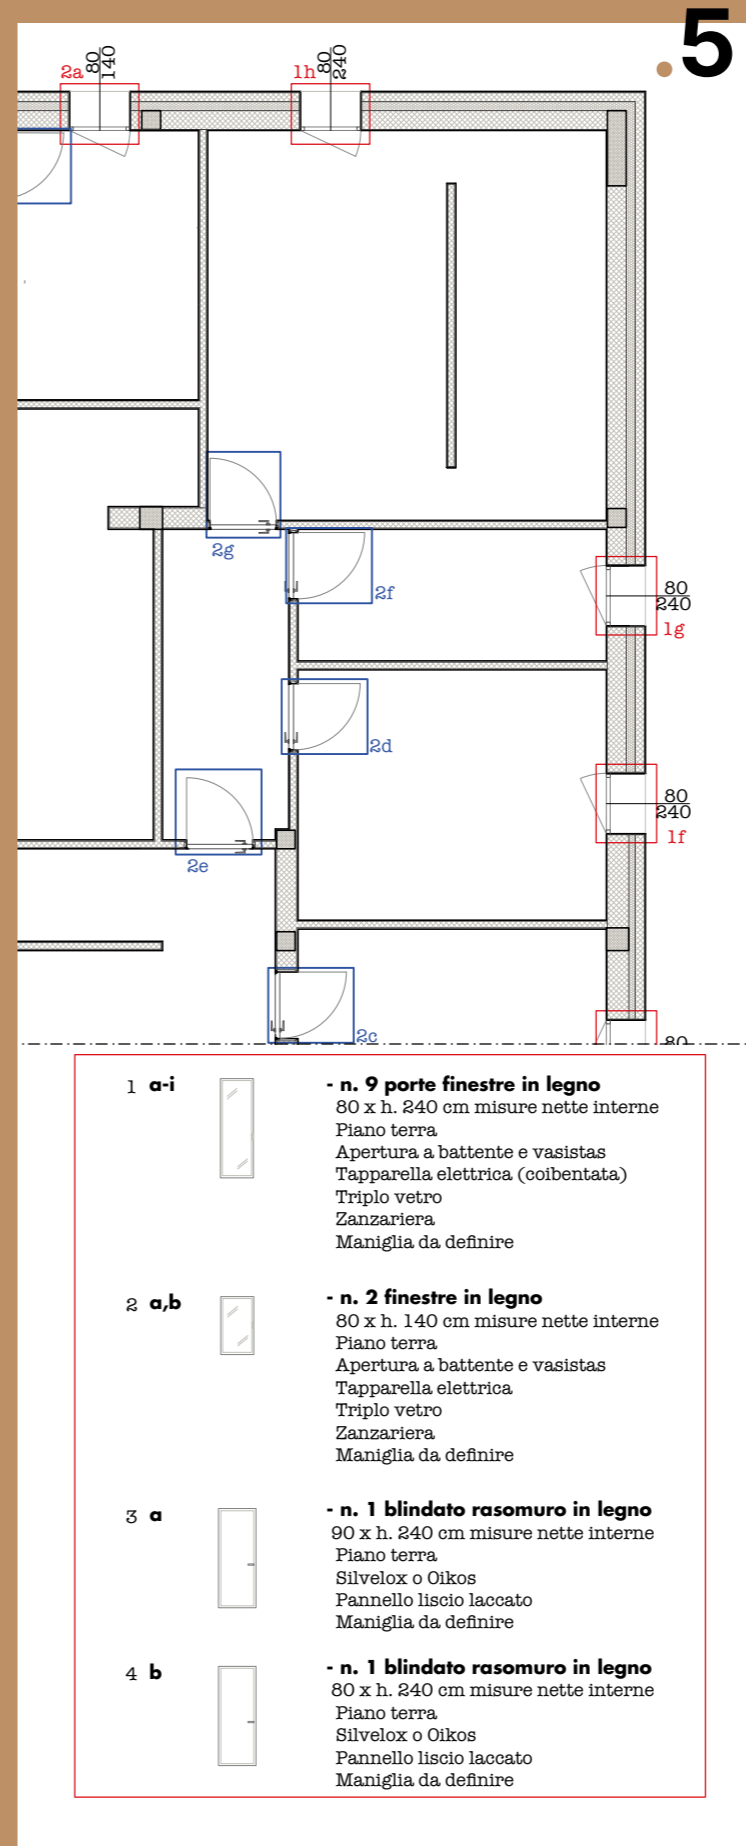 .5
2a
80
140
1h
80
240
2g
2f
80
240
1g
2d
80
240
1f
2e
2c
80
1 a-i
- n. 9 porte finestre in legno
80 x h. 240 cm misure nette interne
Piano terra
Apertura a battente e vasistas
Tapparella elettrica (coibentata)
Triplo vetro
Zanzariera
Maniglia da definire
2 a,b
- n. 2 finestre in legno
80 x h. 140 cm misure nette interne
Piano terra
Apertura a battente e vasistas
Tapparella elettrica
Triplo vetro
Zanzariera
Maniglia da definire
3 a
- n. 1 blindato rasomuro in legno
90 x h. 240 cm misure nette interne
Piano terra
Silvelox o Oikos
Pannello liscio laccato
Maniglia da definire
4 b
- n. 1 blindato rasomuro in legno
80 x h. 240 cm misure nette interne
Piano terra
Silvelox o Oikos
Pannello liscio laccato
Maniglia da definire